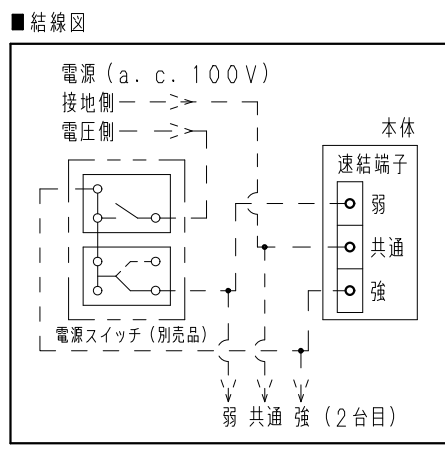 ■結線図
電源(a.c.100V)
接地側
電圧側
本体
速結端子
弱
共通
強
電源スイッチ(別売品)
弱 共通 強 (2台目)